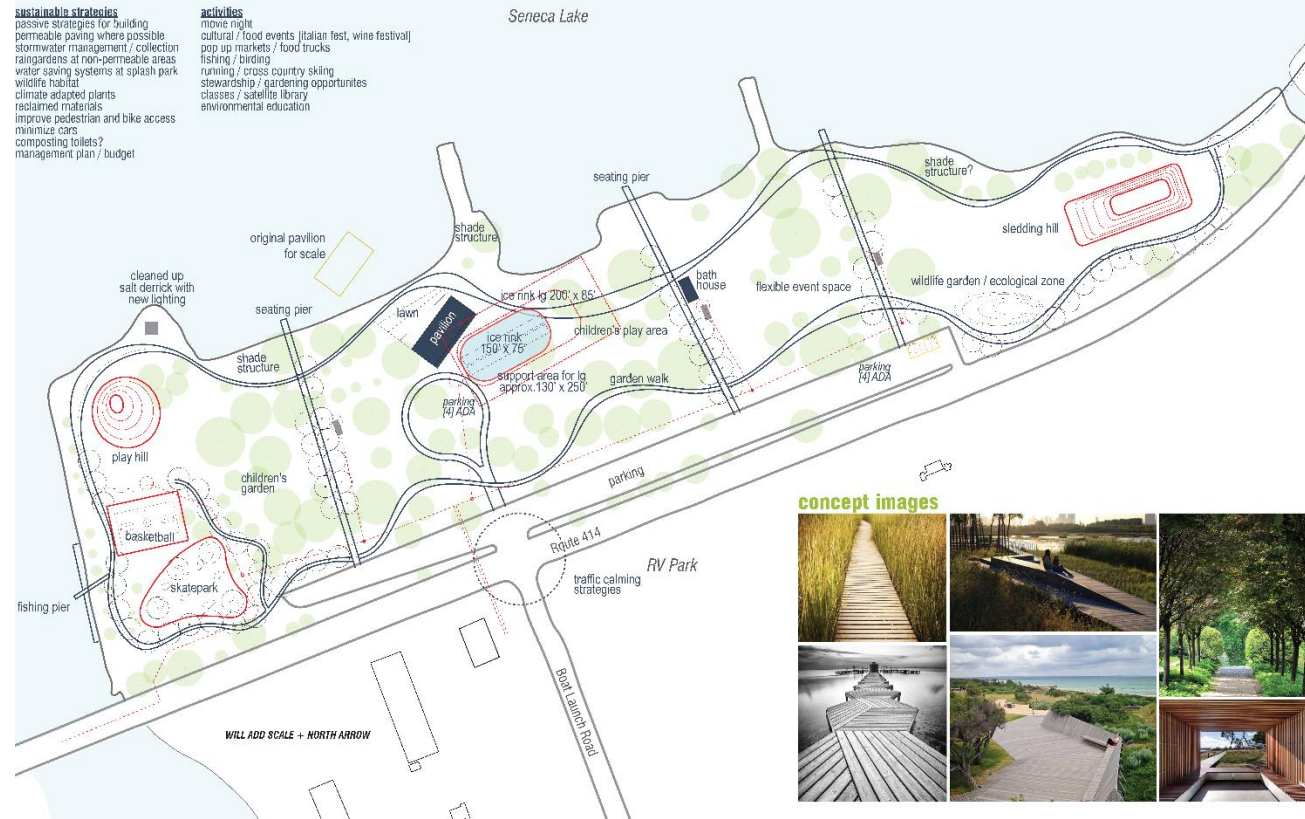 sustainable strategies
passive strategies for building
permeable paving where possible
stormwater management / collection
raingardens at non-permeable areas
water saving systems at splash park
wildlife habitat
climate adapted plants
reclaimed materials
improve pedestrian and bike access
minimize cars
composting toilets?
management plan / budget
activities
movie night
cultural / food events [italian fest, wine festival]
pop up markets / food trucks
fishing / birding
running / cross country skiing
stewardship / gardening opportunites
classes / satellite library
environmental education
Seneca Lake
seating pier
shade
structure?
sledding hill
original pavilion
for scale
shade
structure
cleaned up
salt derrick with
new lighting
seating pier
lawn
pavilion
ice rink lg 200' x 85'
ice rink
150' x 75'
children's play area
bath
house
flexible event space
wildlife garden / ecological zone
shade
structure
support area for lg
approx.130' x 250'
garden walk
parking
[4] ADA
parking
[4] ADA
play hill
children's
garden
parking
basketball
skatepark
Route 414
RV Park
traffic calming
strategies
fishing pier
Boat Launch Road
WILL ADD SCALE + NORTH ARROW
concept images